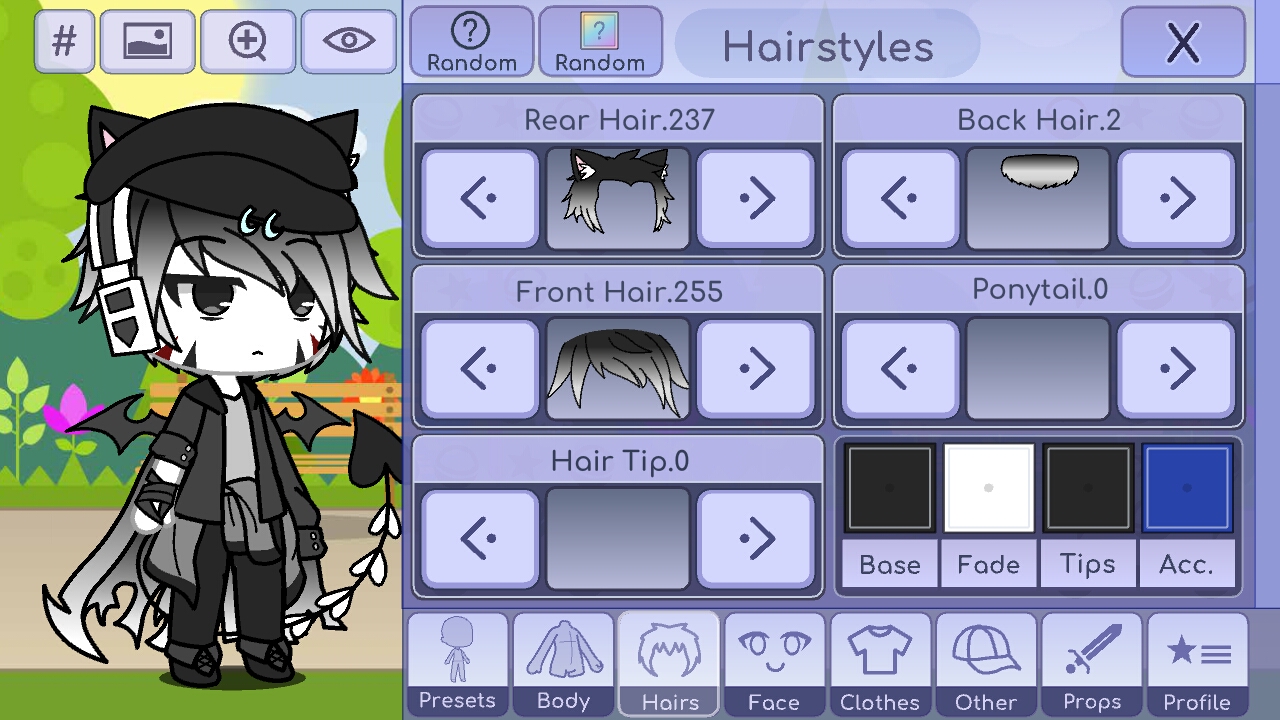 #
? Random
? Random
Hairstyles
X
Rear Hair.237
Back Hair.2
Front Hair.255
Ponytail.0
Hair Tip.0
Base
Fade
Tips
Acc.
Presets
Body
Hairs
Face
Clothes
Other
Props
Profile